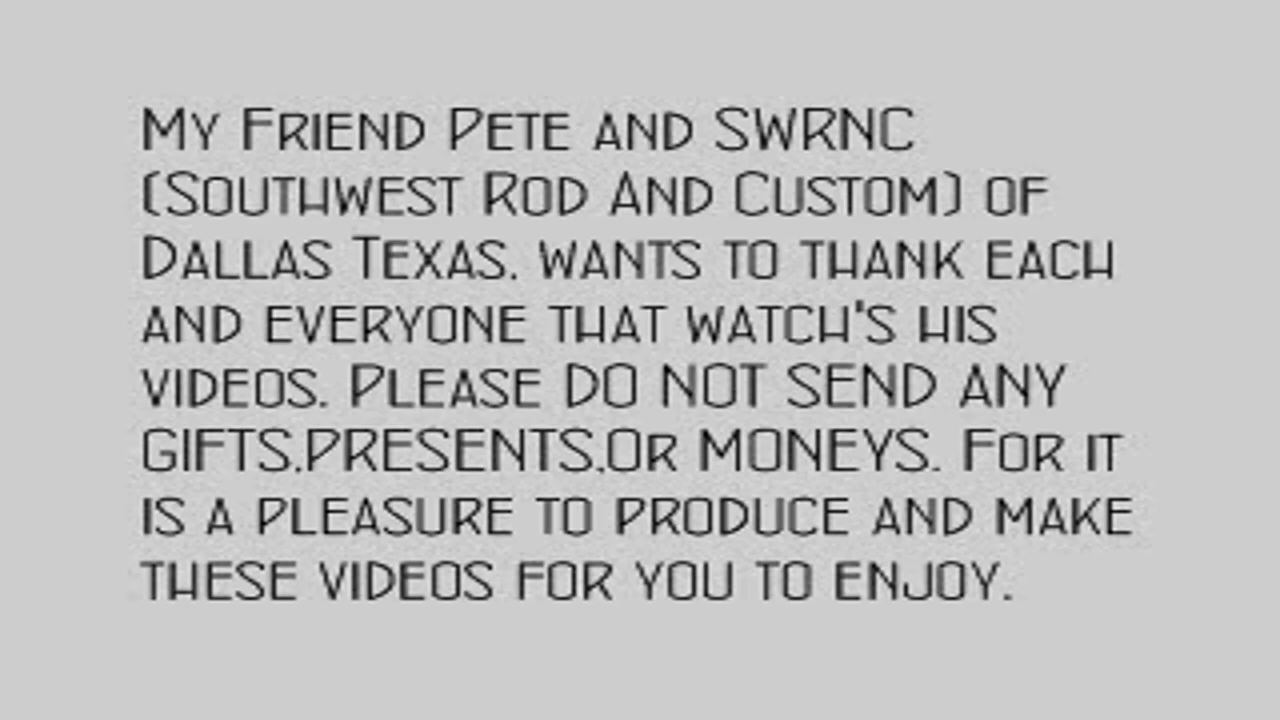 My Friend Pete and SWRNC
(Southwest Rod And Custom) of
Dallas Texas. wants to thank each
and everyone that watch's his
videos. Please DO NOT SEND ANY
GIFTS.PRESENTS.Or MONEYS. For it
is a pleasure to produce and make
these videos for you to enjoy.